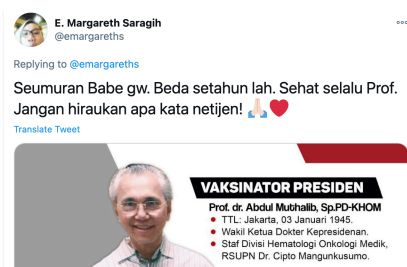 E. Margareth Saragih
@emargareths
Replying to @emargareths
Seumuran Babe gw. Beda setahun lah. Sehat selalu Prof.
Jangan hiraukan apa kata netijen! 🙏🏻❤️
Translate Tweet
VAKSINATOR PRESIDEN
Prof. dr. Abdul Muthalib, Sp.PD-KHOM
• TTL: Jakarta, 03 Januari 1945.
• Wakil Ketua Dokter Kepresidenan.
• Staf Divisi Hematologi Onkologi Medik,
RSUPN Dr. Cipto Mangunkusumo.